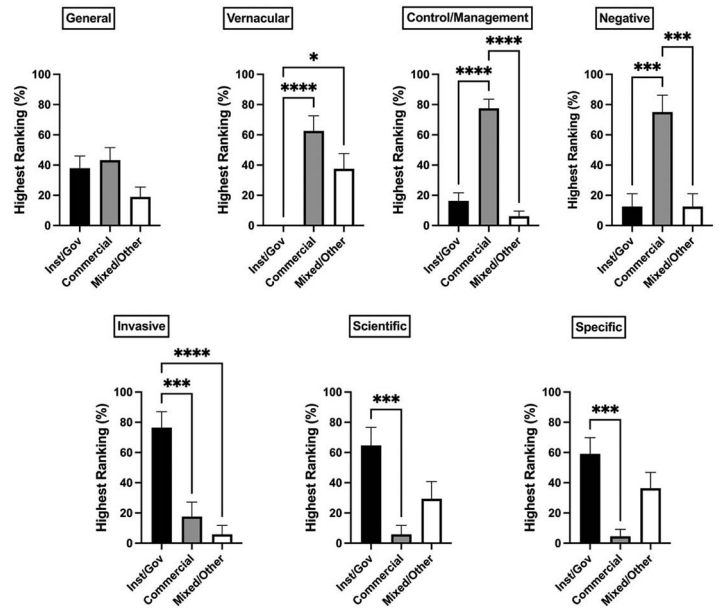 General
Vernacular
Control/Management
Negative
Highest Ranking (%)
100
80
60
40
20
0
Inst/Gov
Commercial
Mixed/Other
Highest Ranking (%)
100
80
60
40
20
0
*
****
Inst/Gov
Commercial
Mixed/Other
Highest Ranking (%)
100
80
60
40
20
0
****
****
Inst/Gov
Commercial
Mixed/Other
Highest Ranking (%)
100
80
60
40
20
0
***
***
Inst/Gov
Commercial
Mixed/Other
Invasive
Scientific
Specific
Highest Ranking (%)
100
80
60
40
20
0
****
***
Inst/Gov
Commercial
Mixed/Other
Highest Ranking (%)
100
80
60
40
20
0
***
Inst/Gov
Commercial
Mixed/Other
Highest Ranking (%)
100
80
60
40
20
0
***
Inst/Gov
Commercial
Mixed/Other